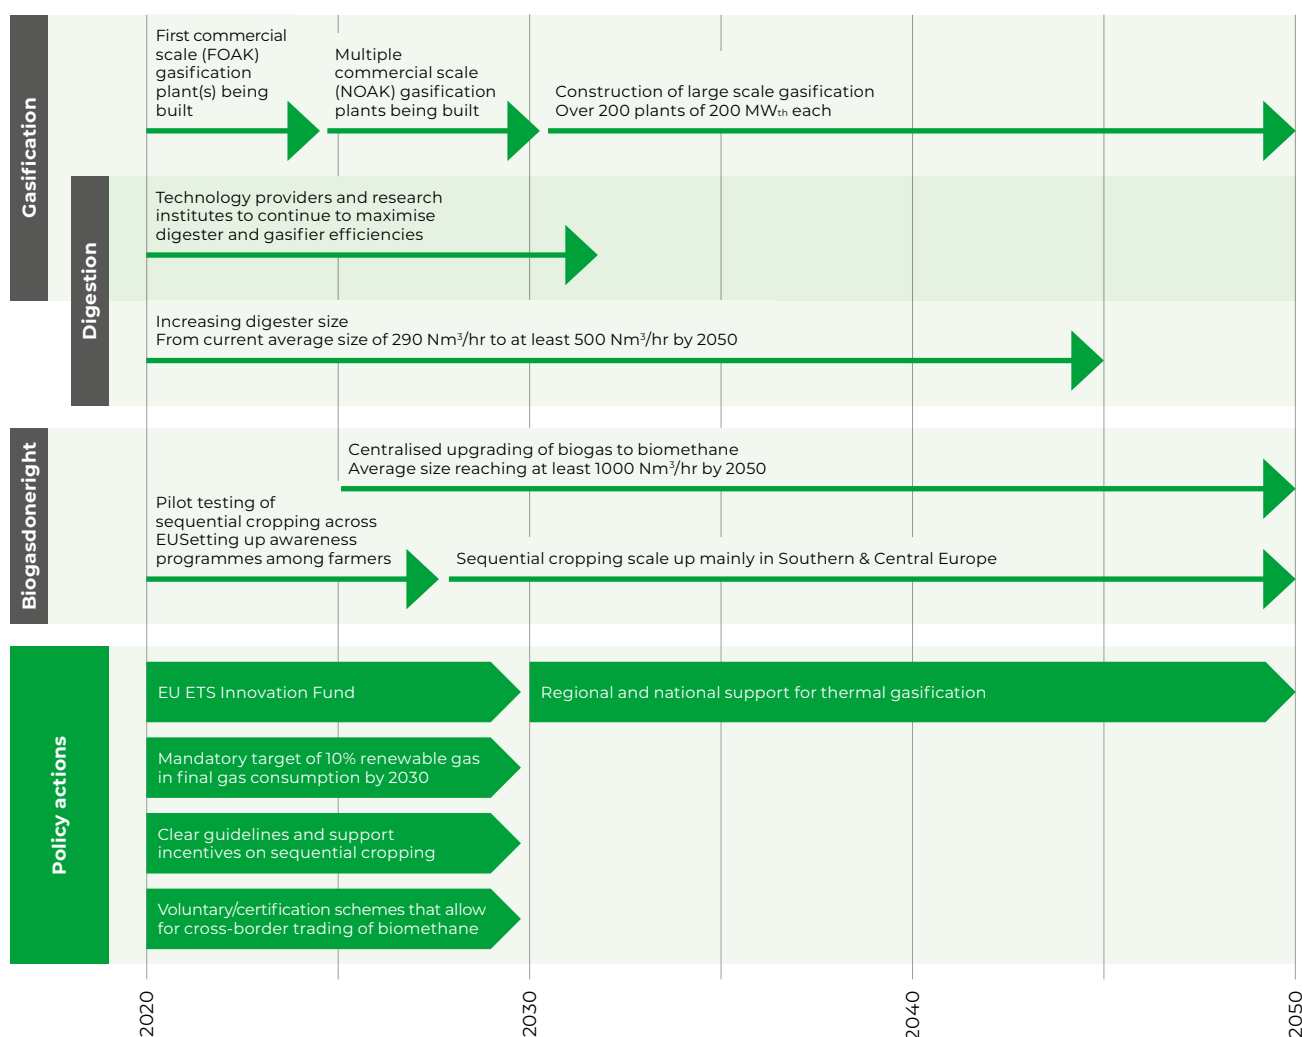 Gasification
First commercial
scale (FOAK)
gasification
plant(s) being
built
Multiple
commercial scale
(NOAK) gasification
plants being built
Construction of large scale gasification
Over 200 plants of 200 MWth each
Digestion
Technology providers and research
institutes to continue to maximise
digester and gasifier efficiencies
Increasing digester size
From current average size of 290 Nm³/hr to at least 500 Nm³/hr by 2050
Biogasdoneright
Centralised upgrading of biogas to biomethane
Average size reaching at least 1000 Nm³/hr by 2050
Pilot testing of
sequential cropping across
EUSetting up awareness
programmes among farmers
Sequential cropping scale up mainly in Southern & Central Europe
Policy actions
EU ETS Innovation Fund
Regional and national support for thermal gasification
Mandatory target of 10% renewable gas
in final gas consumption by 2030
Clear guidelines and support
incentives on sequential cropping
Voluntary/certification schemes that allow
for cross-border trading of biomethane
2020
2030
2040
2050